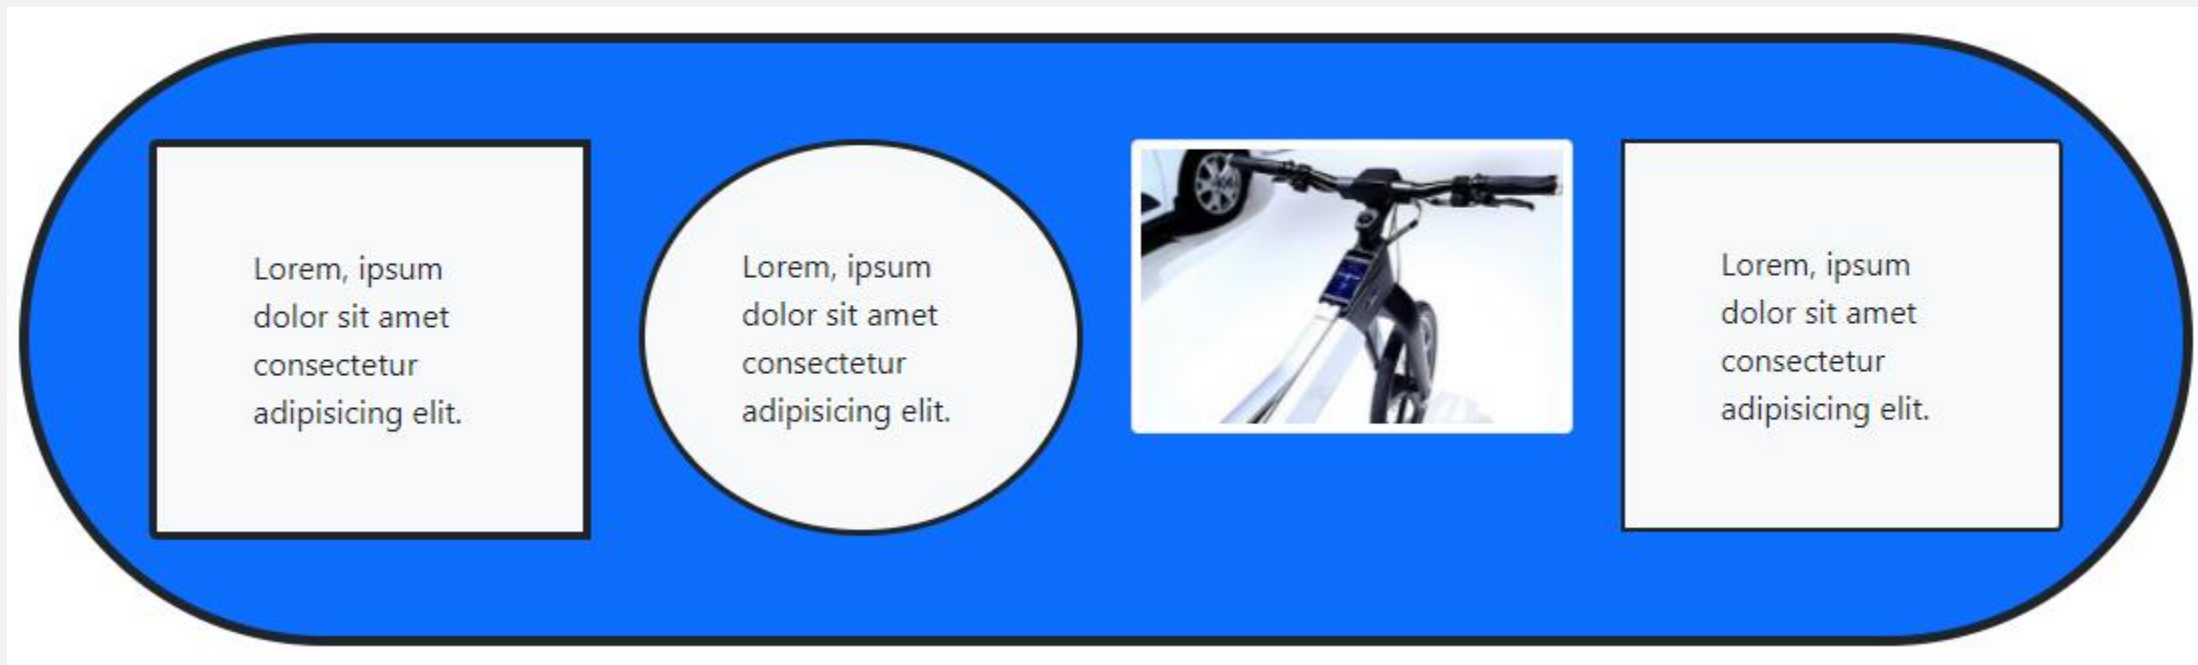 Lorem, ipsum
dolor sit amet
consectetur
adipisicing elit.
Lorem, ipsum
dolor sit amet
consectetur
adipisicing elit.
Lorem, ipsum
dolor sit amet
consectetur
adipisicing elit.